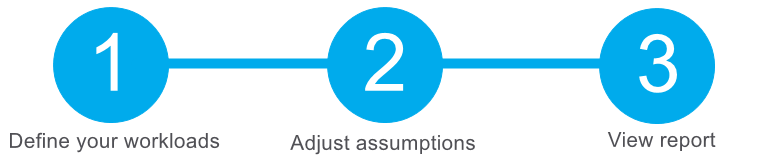 1
2
3
Define your workloads
Adjust assumptions
View report